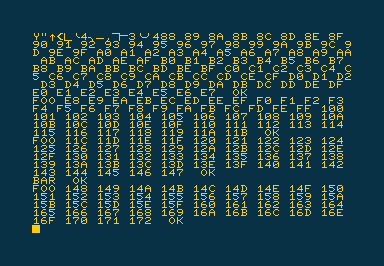 88 89 8A 8B 8C 8D 8E 8F
90 91 92 93 94 95 96 97 98 99 9A 9B 9C 9
D 9E 9F A0 A1 A2 A3 A4 A5 A6 A7 A8 A9 AA
AB AC AD AE AF B0 B1 B2 B3 B4 B5 B6 B7
B8 B9 BA BB BC BD BE BF C0 C1 C2 C3 C4 C
5 C6 C7 C8 C9 CA CB CC CD CE CF D0 D1 D2
D3 D4 D5 D6 D7 D8 D9 DA DB DC DD DE DF
E0 E1 E2 E3 E4 E5 E6 E7  OK
FOO E8 E9 EA EB EC ED EE EF F0 F1 F2 F3
F4 F5 F6 F7 F8 F9 FA FB FC FD FE FF 100
101 102 103 104 105 106 107 108 109 10A
10B 10C 10D 10E 10F 110 111 112 113 114
115 116 117 118 119 11A 11B  OK
FOO 11C 11D 11E 11F 120 121 122 123 124
125 126 127 128 129 12A 12B 12C 12D 12E
12F 130 131 132 133 134 135 136 137 138
139 13A 13B 13C 13D 13E 13F 140 141 142
143 144 145 146 147  OK
BAR  OK
FOO 148 149 14A 14B 14C 14D 14E 14F 150
151 152 153 154 155 156 157 158 159 15A
15B 15C 15D 15E 15F 160 161 162 163 164
165 166 167 168 169 16A 16B 16C 16D 16E
16F 170 171 172  OK